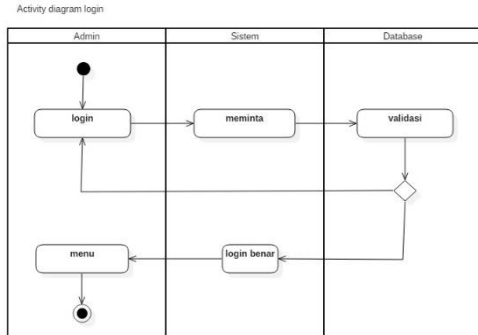 Activity diagram login
Admin Sistem Database
login meminta validasi
menu login benar